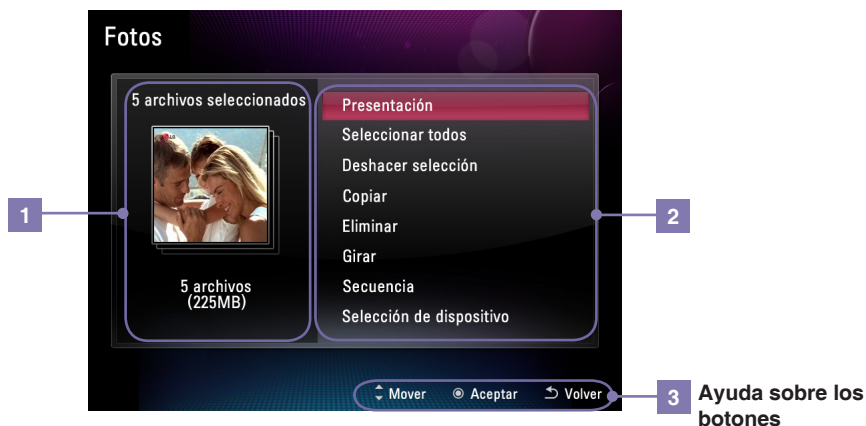 Fotos
5 archivos seleccionados
LG
5 archivos
(225MB)
Presentación
Seleccionar todos
Deshacer selección
Copiar
Eliminar
Girar
Secuencia
Selección de dispositivo
Mover Aceptar Volver
1
2
3 Ayuda sobre los
botones